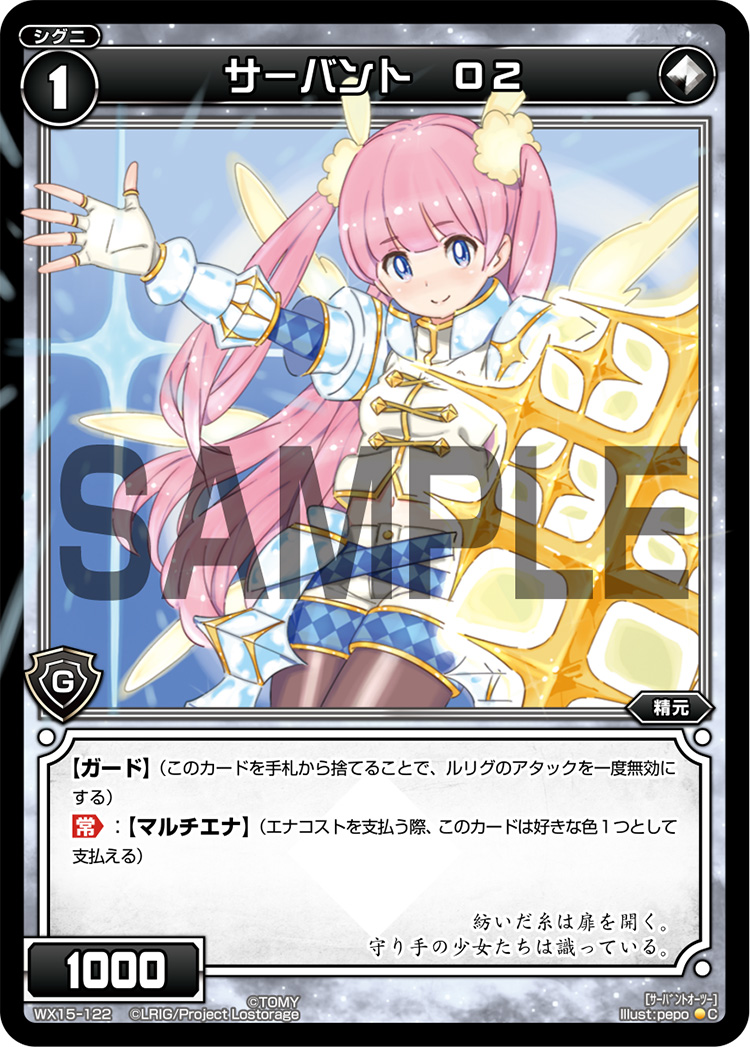 シグニ
1
サーバント O2
SAMPLE
G
精元
【ガード】（このカードを手札から捨てることで、ルリグのアタックを一度無効に
する）
常：【マルチエナ】（エナコストを支払う際、このカードは好きな色１つとして
支払える）
紡いだ糸は扉を開く。
守り手の少女たちは識っている。
1000
©TOMY
[サーバントオーツー]
WX15-122 ©LRIG/Project Lostorage
Illust:pepo C